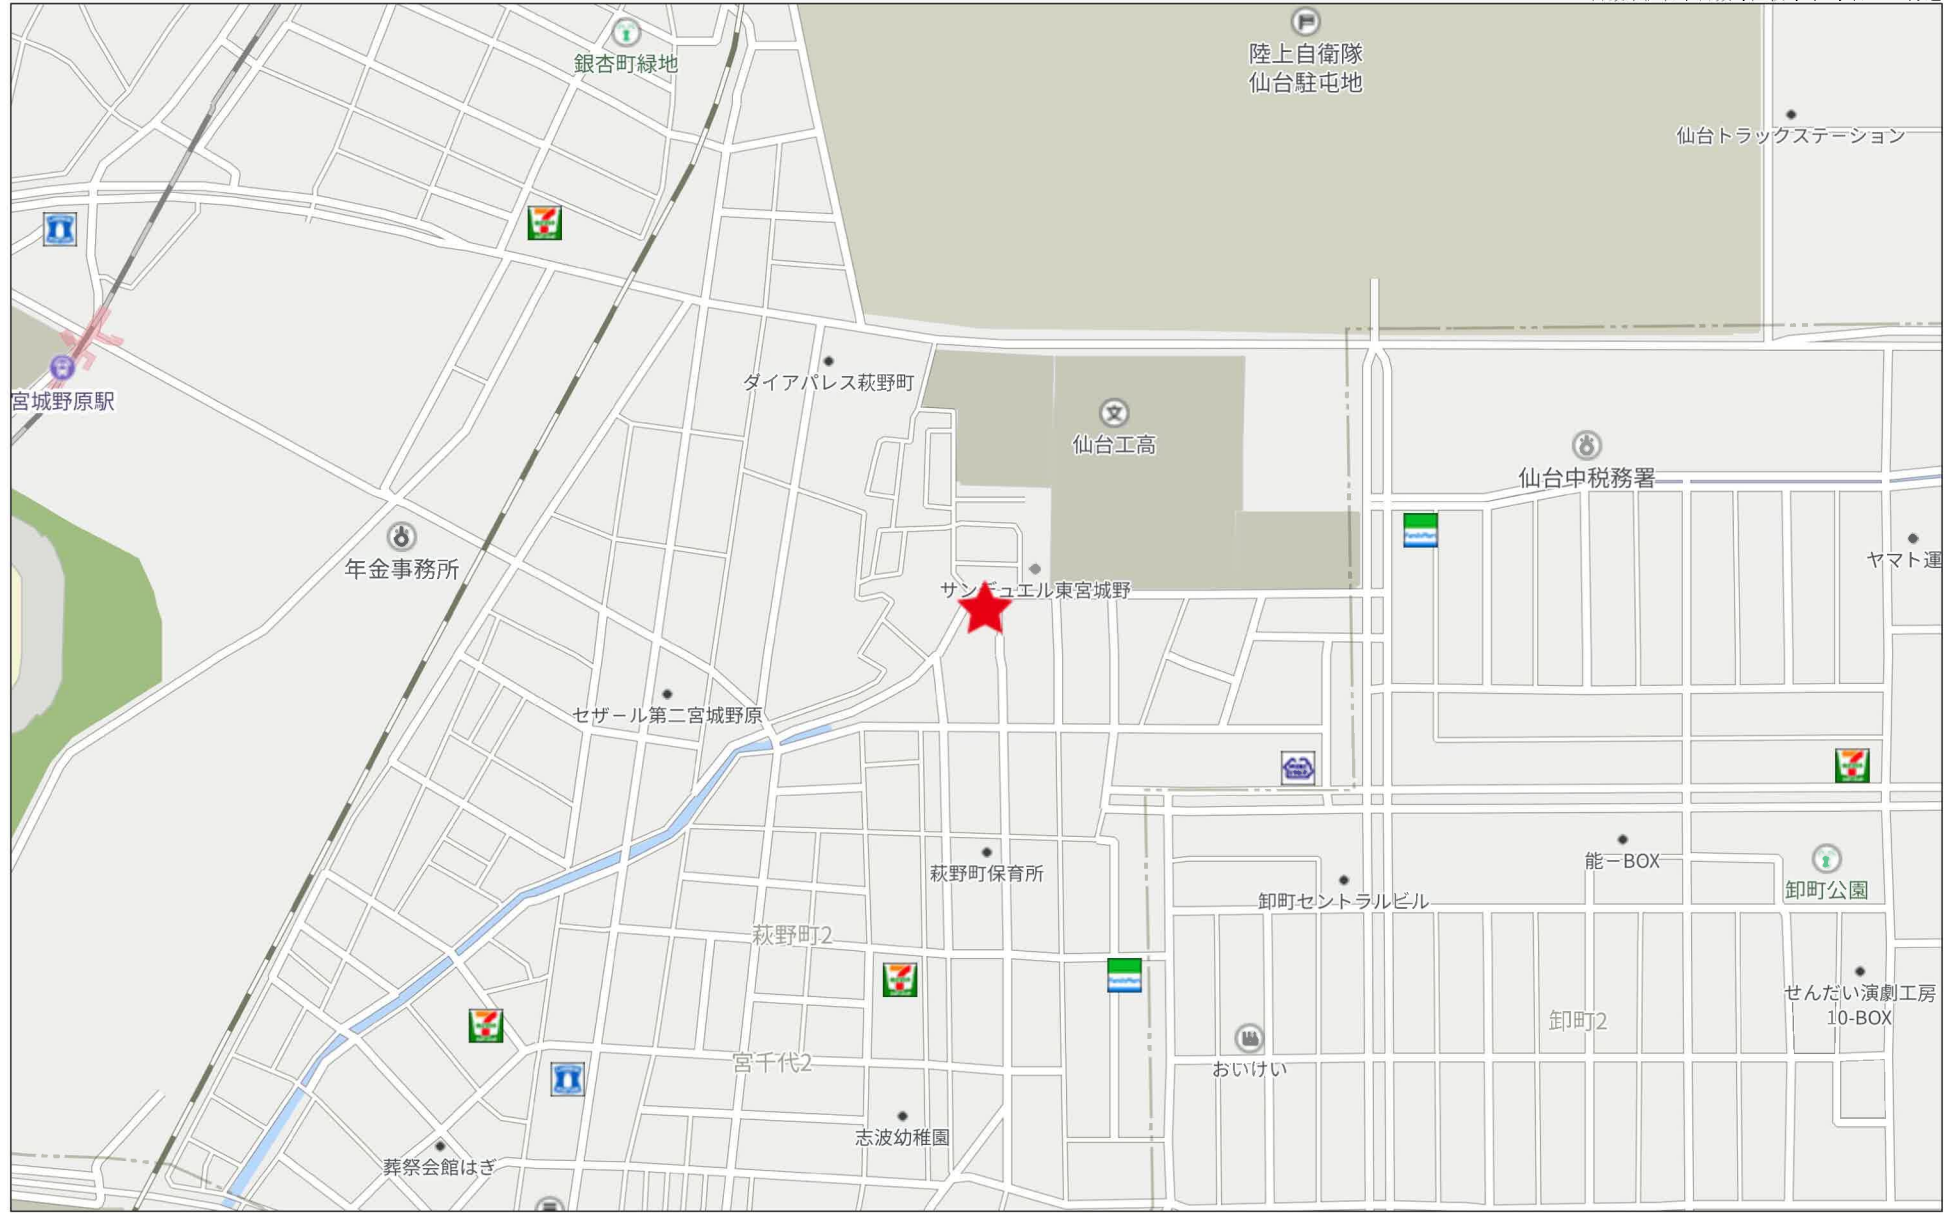 銀杏町緑地
陸上自衛隊
仙台駐屯地
仙台トラックステーション
ダイアパレス萩野町
宮城野原駅
仙台工高
仙台中税務署
年金事務所
ヤマト運
サンデュエル東宮城野
セザール第二宮城野原
萩野町保育所
能－BOX
卸町公園
卸町セントラルビル
萩野町2
せんだい演劇工房
10-BOX
卸町2
宮千代2
おいけい
志波幼稚園
葬祭会館はぎ
FamilyMart
FamilyMart